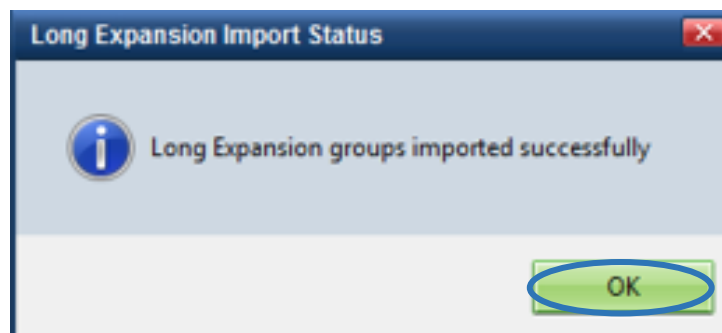 Long Expansion Import Status
Long Expansion groups imported successfully
OK